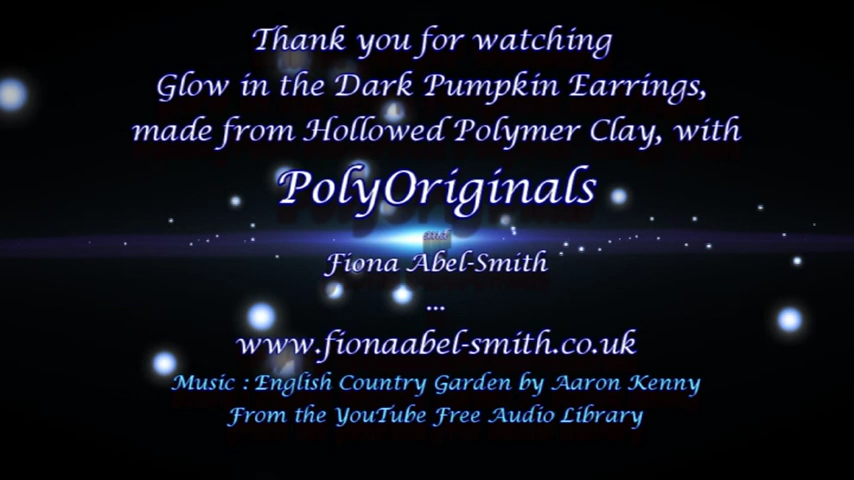 Thank you for watching
Glow in the Dark Pumpkin Earrings,
made from Hollowed Polymer Clay, with
PolyOriginals
and
Fiona Abel-Smith
...
www.fionaabel-smith.co.uk
Music : English Country Garden by Aaron Kenny
From the YouTube Free Audio Library